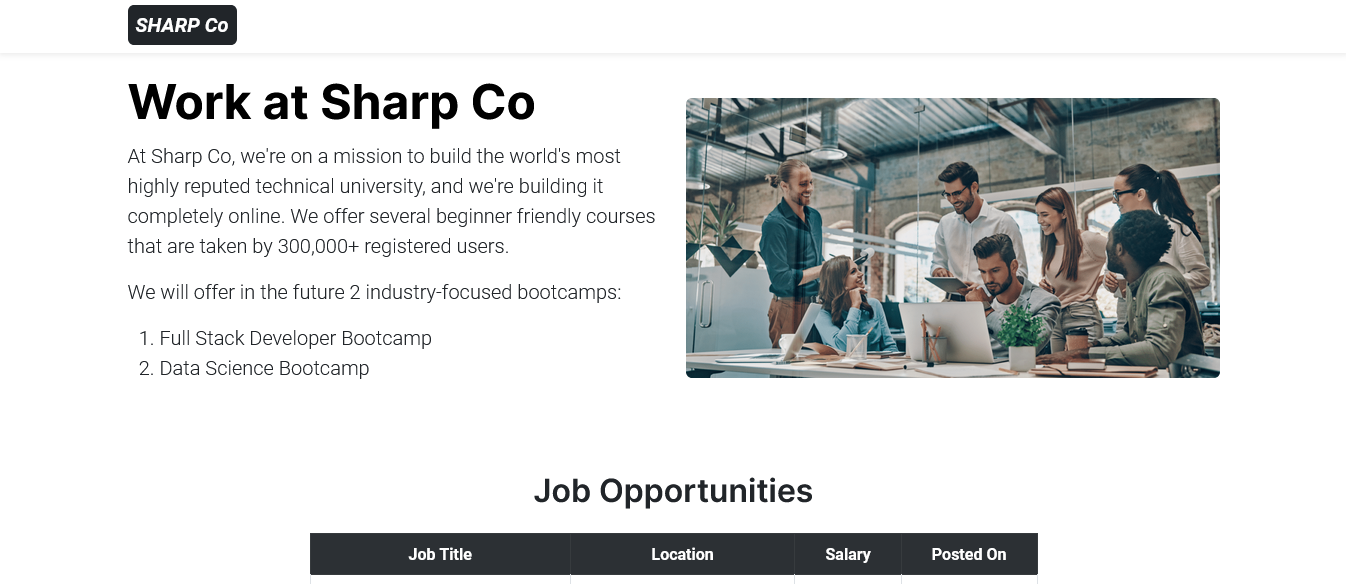 SHARP Co
Work at Sharp Co
At Sharp Co, we're on a mission to build the world's most
highly reputed technical university, and we're building it
completely online. We offer several beginner friendly courses
that are taken by 300,000+ registered users.
We will offer in the future 2 industry-focused bootcamps:
1. Full Stack Developer Bootcamp
2. Data Science Bootcamp
Job Opportunities
Job Title Location Salary Posted On